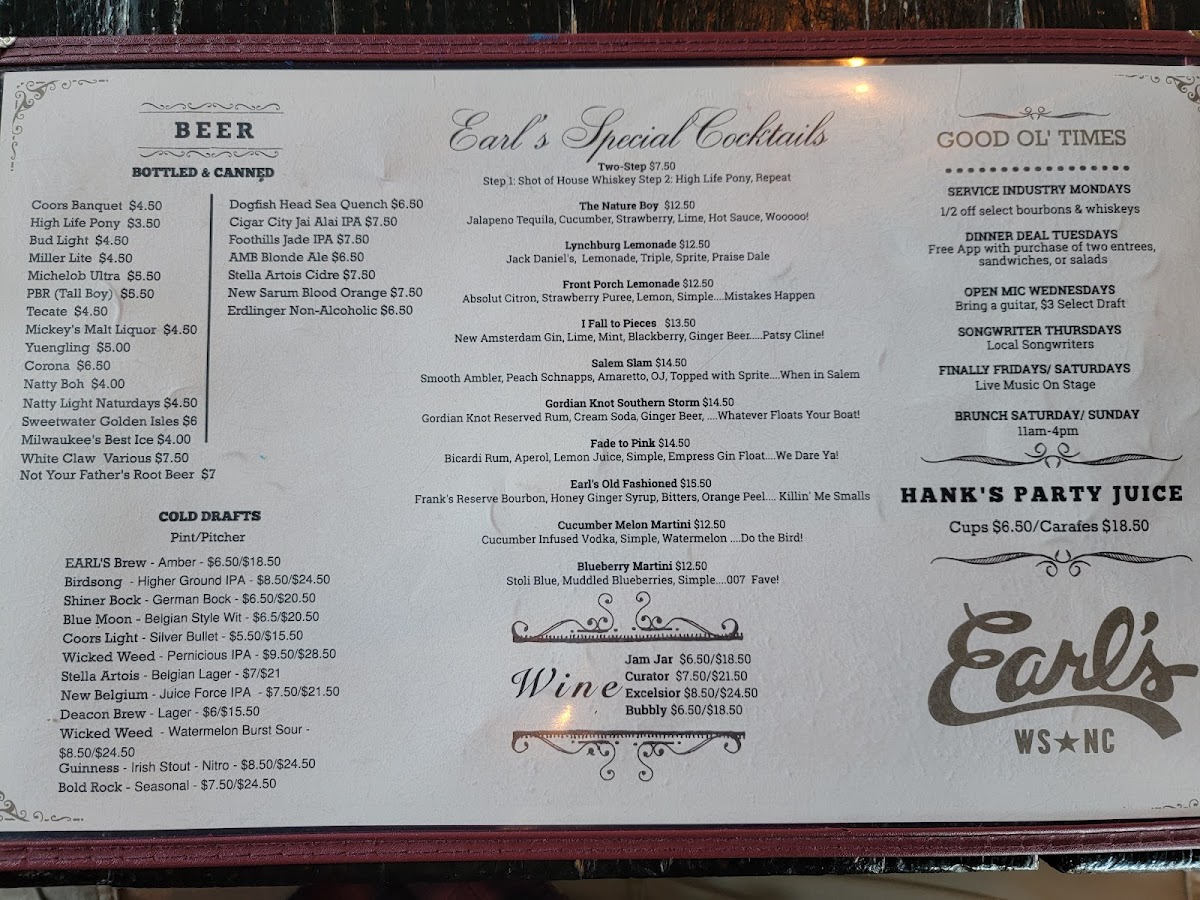 BEER
BOTTLED & CANNED
Coors Banquet $4.50
High Life Pony $3.50
Bud Light $4.50
Miller Lite $4.50
Michelob Ultra $5.50
PBR (Tall Boy) $5.50
Tecate $4.50
Mickey's Malt Liquor $4.50
Yuengling $5.00
Corona $6.50
Natty Boh $4.00
Natty Light Naturdays $4.50
Sweetwater Golden Isles $6
Milwaukee's Best Ice $4.00
White Claw Various $7.50
Not Your Father's Root Beer $7
Dogfish Head Sea Quench $6.50
Cigar City Jai Alai IPA $7.50
Foothills Jade IPA $7.50
AMB Blonde Ale $6.50
Stella Artois Cidre $7.50
New Sarum Blood Orange $7.50
Erdlinger Non-Alcoholic $6.50
COLD DRAFTS
Pint/Pitcher
EARL'S Brew - Amber - $6.50/$18.50
Birdsong - Higher Ground IPA - $8.50/$24.50
Shiner Bock - German Bock - $6.50/$20.50
Blue Moon - Belgian Style Wit - $6.5/$20.50
Coors Light - Silver Bullet - $5.50/$15.50
Wicked Weed - Pernicious IPA - $9.50/$28.50
Stella Artois - Belgian Lager - $7/$21
New Belgium - Juice Force IPA - $7.50/$21.50
Deacon Brew - Lager - $6/$15.50
Wicked Weed - Watermelon Burst Sour -
$8.50/$24.50
Guinness - Irish Stout - Nitro - $8.50/$24.50
Bold Rock - Seasonal - $7.50/$24.50
Earl's Special Cocktails
Two-Step $7.50
Step 1: Shot of House Whiskey Step 2: High Life Pony, Repeat
The Nature Boy $12.50
Jalapeno Tequila, Cucumber, Strawberry, Lime, Hot Sauce, Wooooo!
Lynchburg Lemonade $12.50
Jack Daniel's, Lemonade, Triple, Sprite, Praise Dale
Front Porch Lemonade $12.50
Absolut Citron, Strawberry Puree, Lemon, Simple....Mistakes Happen
I Fall to Pieces $13.50
New Amsterdam Gin, Lime, Mint, Blackberry, Ginger Beer.....Patsy Cline!
Salem Slam $14.50
Smooth Ambler, Peach Schnapps, Amaretto, OJ, Topped with Sprite....When in Salem
Gordian Knot Southern Storm $14.50
Gordian Knot Reserved Rum, Cream Soda, Ginger Beer, ....Whatever Floats Your Boat!
Fade to Pink $14.50
Bicardi Rum, Aperol, Lemon Juice, Simple, Empress Gin Float....We Dare Ya!
Earl's Old Fashioned $15.50
Frank's Reserve Bourbon, Honey Ginger Syrup, Bitters, Orange Peel.... Killin' Me Smalls
Cucumber Melon Martini $12.50
Cucumber Infused Vodka, Simple, Watermelon ....Do the Bird!
Blueberry Martini $12.50
Stoli Blue, Muddled Blueberries, Simple....007 Fave!
Wine
Jam Jar $6.50/$18.50
Curator $7.50/$21.50
Excelsior $8.50/$24.50
Bubbly $6.50/$18.50
GOOD OL' TIMES
SERVICE INDUSTRY MONDAYS
1/2 off select bourbons & whiskeys
DINNER DEAL TUESDAYS
Free App with purchase of two entrees,
sandwiches, or salads
OPEN MIC WEDNESDAYS
Bring a guitar, $3 Select Draft
SONGWRITER THURSDAYS
Local Songwriters
FINALLY FRIDAYS/ SATURDAYS
Live Music On Stage
BRUNCH SATURDAY/ SUNDAY
11am-4pm
HANK'S PARTY JUICE
Cups $6.50/Carafes $18.50
Earl's
WS★NC